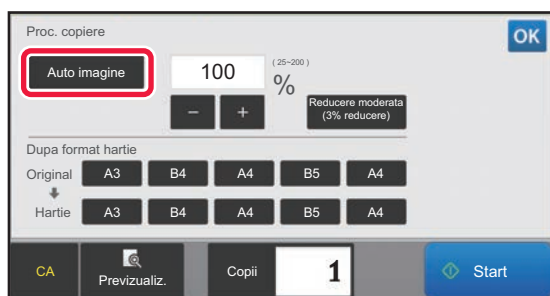 Proc. copiere
OK
Auto imagine
100
(25~200)
%
− +
Reducere moderata
(3% reducere)
Dupa format hartie
Original A3 B4 A4 B5 A4
Hartie A3 B4 A4 B5 A4
CA
Previzualiz.
Copii 1
Start